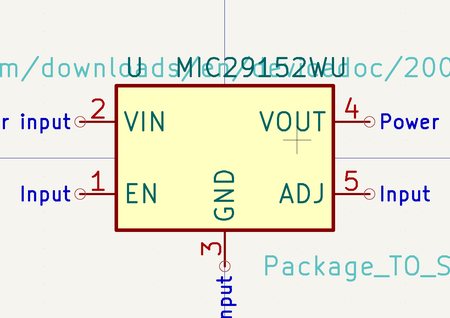 U MIC29152WU
m/downloads/en/devicedoc/200
r input 2 VIN VOUT 4 Power
Input 1 EN GND ADJ 5 Input
3
Package_TO_S
nput